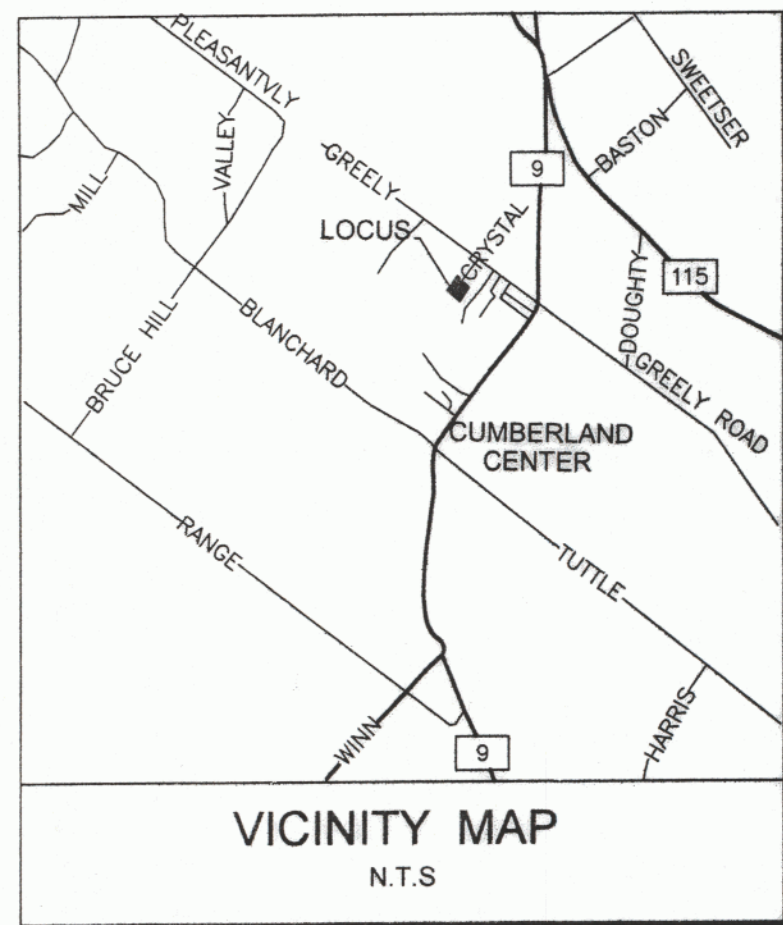 PLEASANTVLY
SWEETSER
VALLEY
GREELY
9
BASTON
MILL
LOCUS
CRYSTAL
DOUGHTY
115
BRUCE HILL
BLANCHARD
GREELY ROAD
CUMBERLAND
CENTER
RANGE
TUTTLE
WINN
9
HARRIS
VICINITY MAP
N.T.S